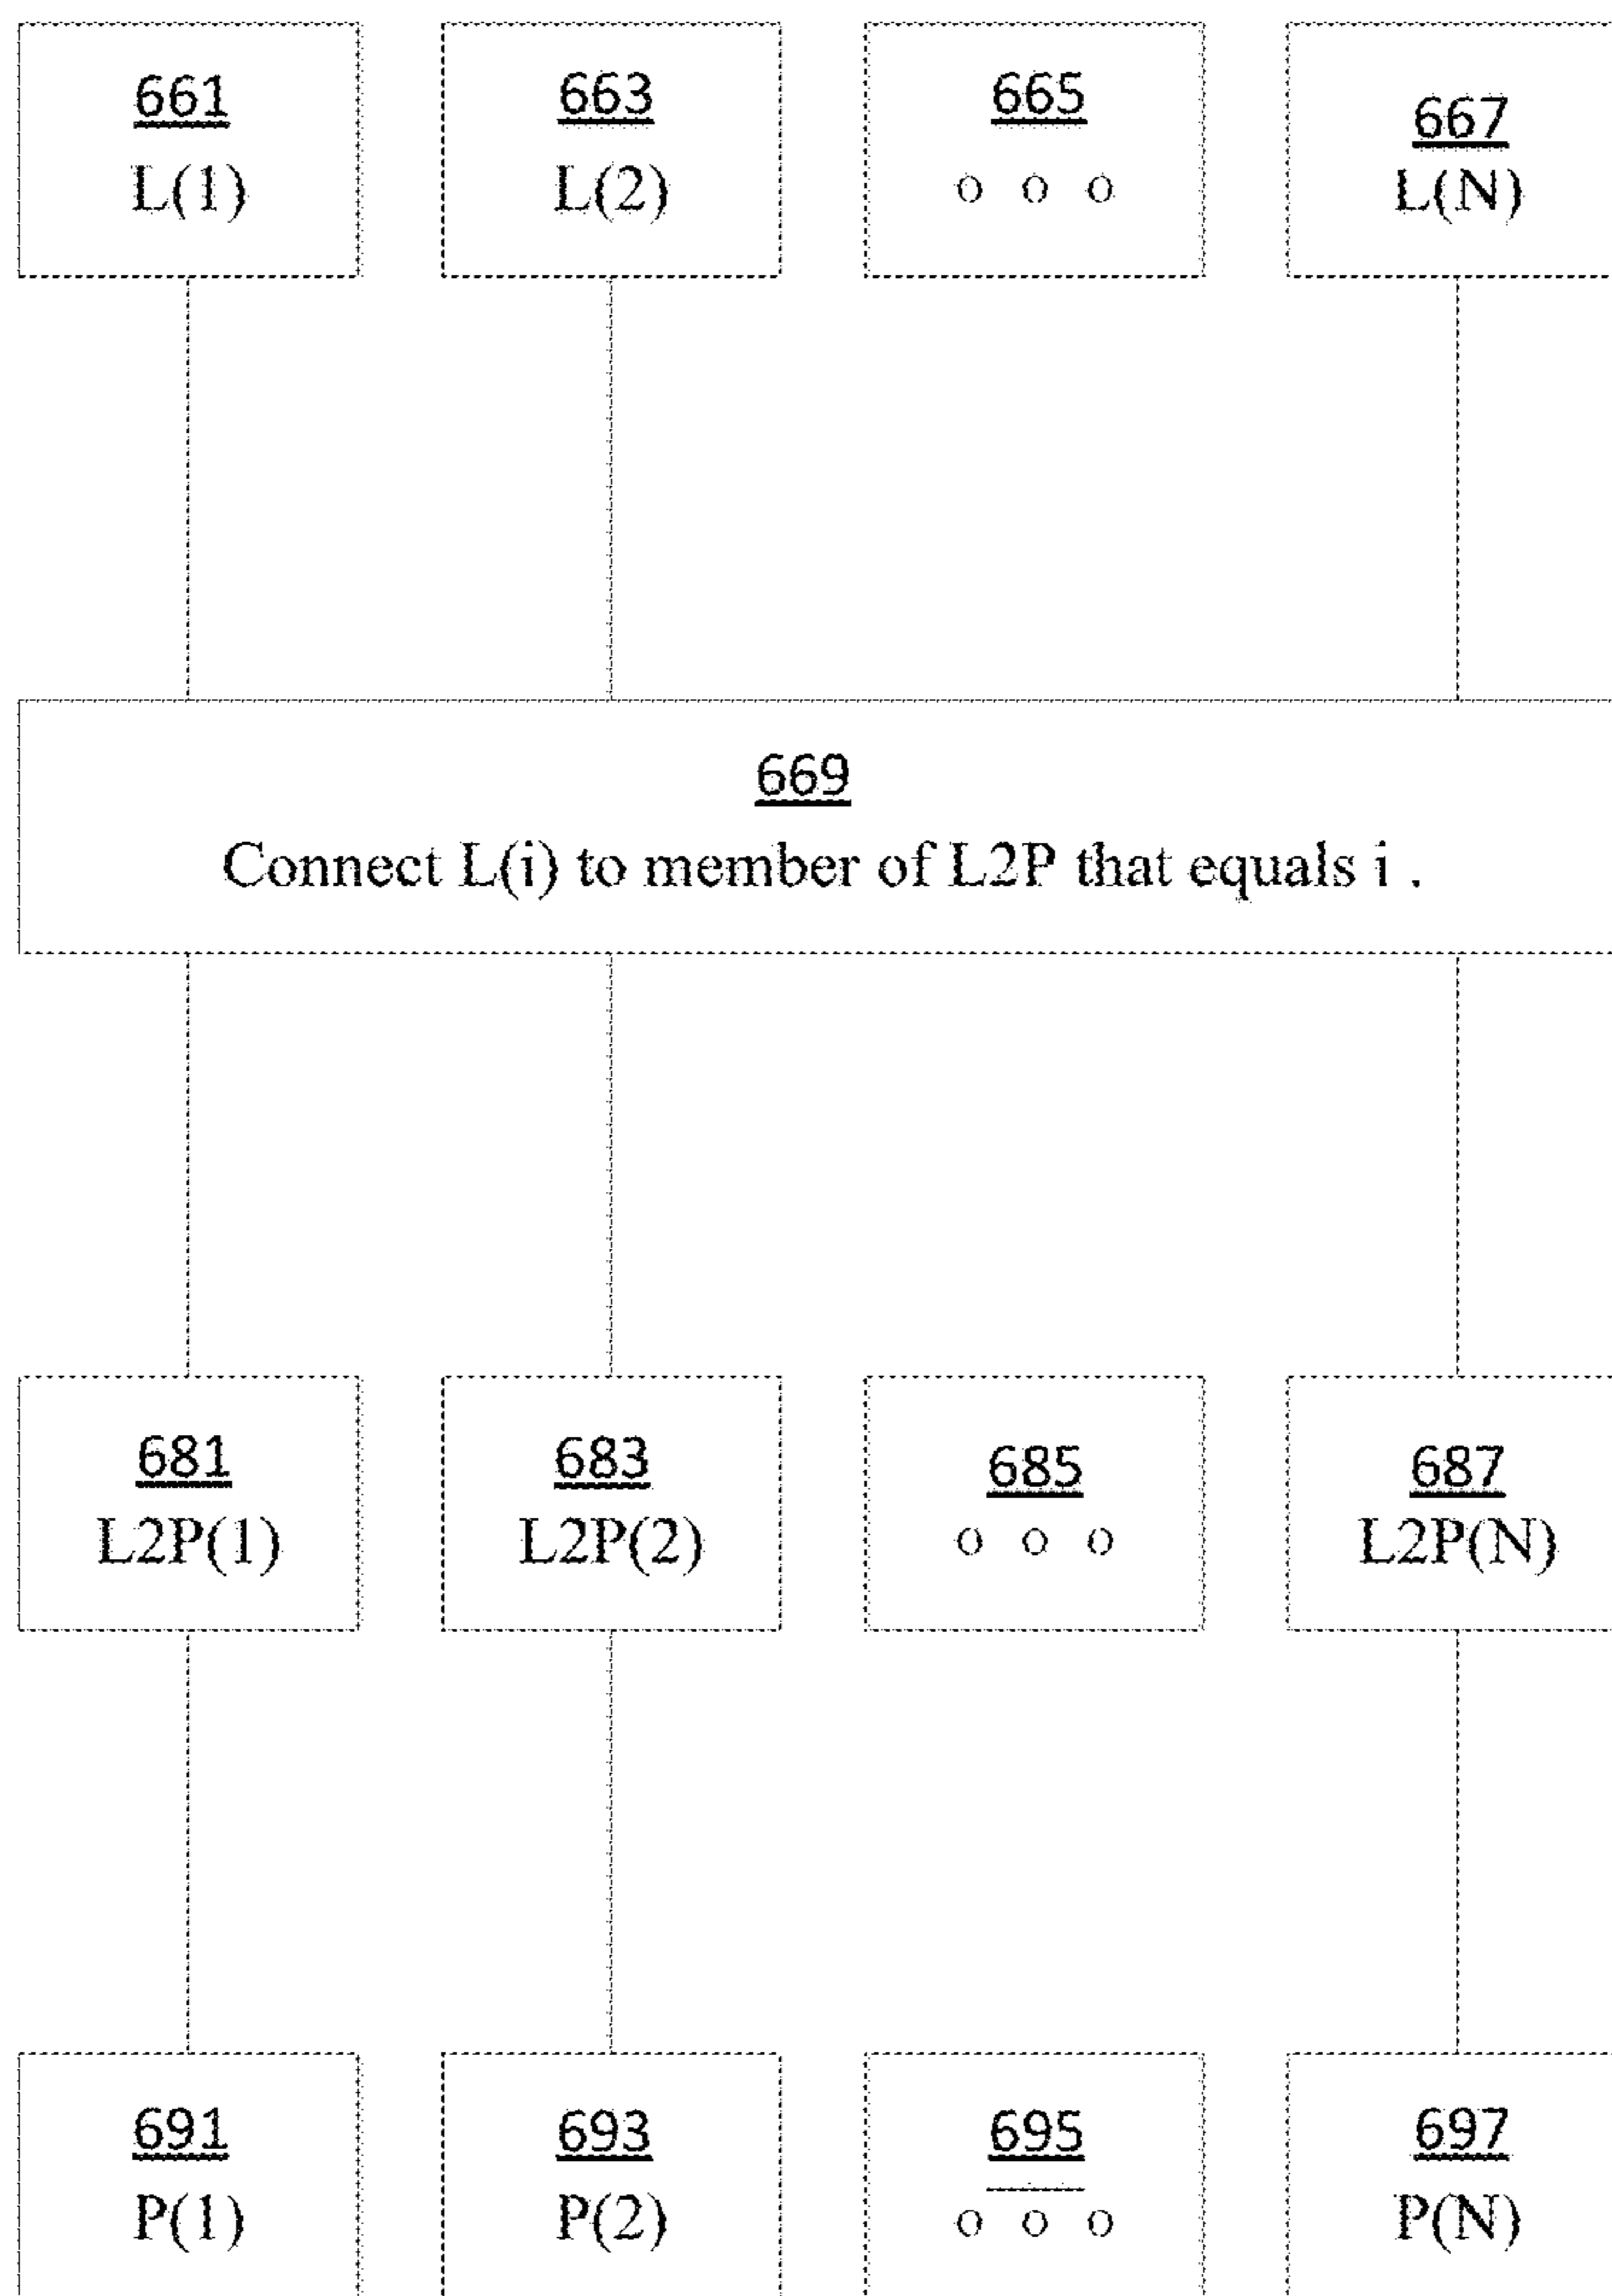 661
L(1)
663
L(2)
665
o o o
667
L(N)
669
Connect L(i) to member of L2P that equals i .
681
L2P(1)
683
L2P(2)
685
o o o
687
L2P(N)
691
P(1)
693
P(2)
695
o o o
697
P(N)